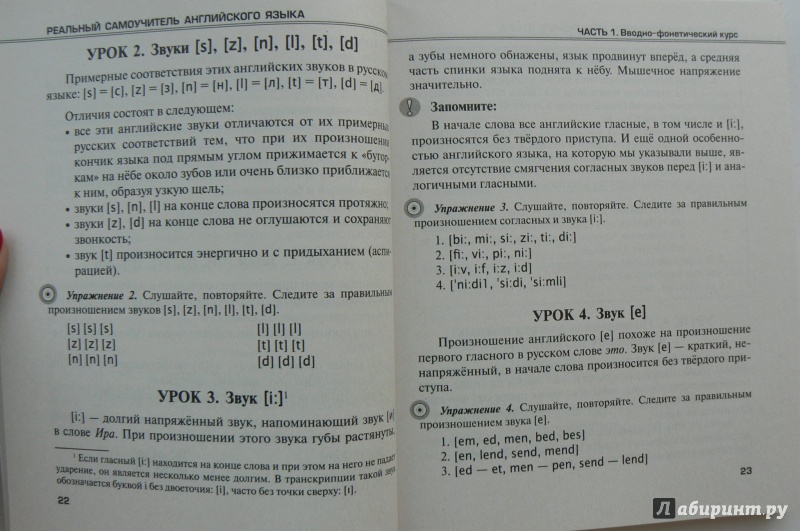 РЕАЛЬНЫЙ САМОУЧИТЕЛЬ АНГЛИЙСКОГО ЯЗЫКА
УРОК 2. Звуки [s], [z], [n], [l], [t], [d]
Примерные соответствия этих английских звуков в русском
языке: [s] = [с], [z] = [з], [n] = [н], [l] = [л], [t] = [т], [d] = [д].
Отличия состоят в следующем:
• все эти английские звуки отличаются от их примерных
русских соответствий тем, что при их произношении
кончик языка под прямым углом прижимается к «бугор-
кам» на нёбе около зубов или очень близко приближается
к ним, образуя узкую щель;
• звуки [s], [n], [l] на конце слова произносятся протяжно;
• звуки [z], [d] на конце слова не оглушаются и сохраняют
звонкость;
• звук [t] произносится энергично и с придыханием (аспи-
рацией).
Упражнение 2. Слушайте, повторяйте. Следите за правильным
произношением звуков [s], [z], [n], [l], [t], [d].
[s] [s] [s]
[z] [z] [z]
[n] [n] [n]
[l] [l] [l]
[t] [t] [t]
[d] [d] [d]
УРОК 3. Звук [i:]¹
[i:] — долгий напряжённый звук, напоминающий звук [и]
в слове Ира. При произношении этого звука губы растянуты,
¹ Если гласный [i:] находится на конце слова и при этом на него не падает
ударение, он является несколько менее долгим. В транскрипции такой звук
обозначается буквой i без двоеточия: [i], часто без точки сверху: [ı].
22
ЧАСТЬ 1. Вводно-фонетический курс
а зубы немного обнажены, язык продвинут вперёд, а средняя
часть спинки языка поднята к нёбу. Мышечное напряжение
значительно.
Запомните:
В начале слова все английские гласные, в том числе и [i:],
произносятся без твёрдого приступа. И ещё одной особенно-
стью английского языка, на которую мы указывали выше, яв-
ляется отсутствие смягчения согласных звуков перед [i:] и ана-
логичными гласными.
Упражнение 3. Слушайте, повторяйте. Следите за правильным
произношением согласных и звука [i:].
1. [bi:, mi:, si:, zi:, ti:, di:]
2. [fi:, vi:, pi:, ni:]
3. [i:v, i:f, i:z, i:d]
4. ['ni:dil, 'si:di, 'si:mli]
УРОК 4. Звук [e]
Произношение английского [e] похоже на произношение
первого гласного в русском слове это. Звук [e] — краткий, не-
напряжённый, в начале слова произносится без твёрдого при-
ступа.
Упражнение 4. Слушайте, повторяйте. Следите за правильным
произношением звука [e].
1. [em, ed, men, bed, bes]
2. [en, lend, send, mend]
3. [ed — et, men — pen, send — lend]
23
Лабиринт.ру